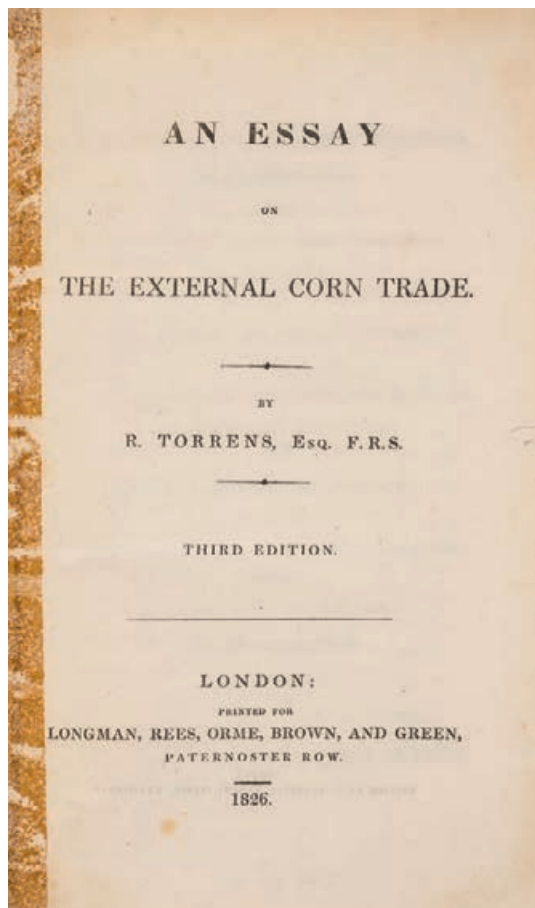 AN ESSAY
ON
THE EXTERNAL CORN TRADE.
BY
R. TORRENS, Esq. F.R.S.
THIRD EDITION.
LONDON:
PRINTED FOR
LONGMAN, REES, ORME, BROWN, AND GREEN,
PATERNOSTER ROW.
1826.